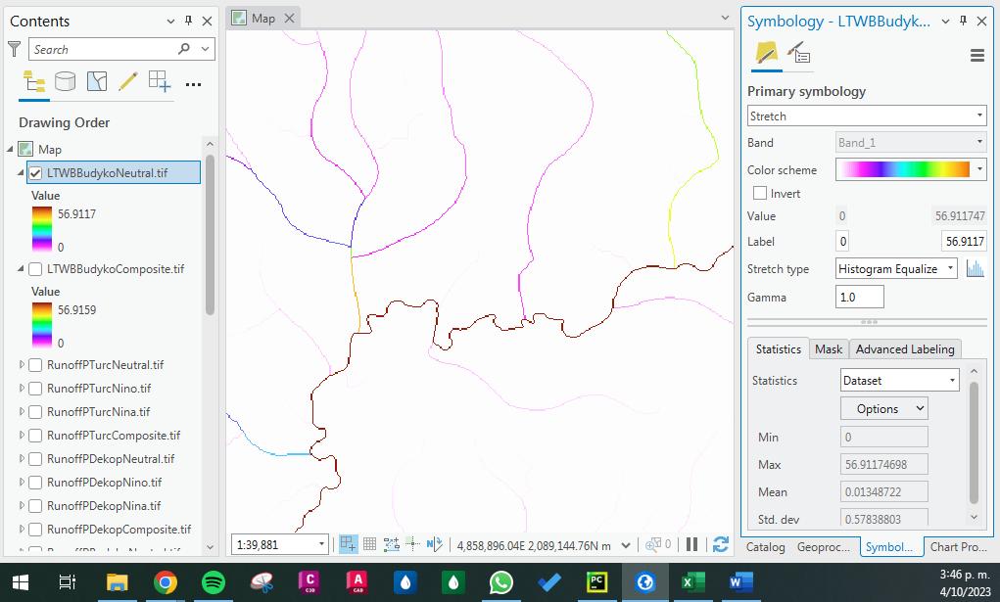 Contents
Search
Drawing Order
Map
LTWBBudykoNeutral.tif
Value
56.9117
0
LTWBBudykoComposite.tif
Value
56.9159
0
RunoffPTurcNeutral.tif
RunoffPTurcNino.tif
RunoffPTurcNina.tif
RunoffPTurcComposite.tif
RunoffPDekopNeutral.tif
RunoffPDekopNino.tif
RunoffPDekopNina.tif
RunoffPDekopComposite.tif
Map
1:39,881
4,858,896.04E 2,089,144.76N m
0
Symbology - LTWBBudyk...
Primary symbology
Stretch
Band
Band_1
Color scheme
Invert
Value
0
56.911747
Label
0
56.9117
Stretch type
Histogram Equalize
Gamma
1.0
Statistics
Mask
Advanced Labeling
Statistics
Dataset
Options
Min
0
Max
56.91174698
Mean
0.01348722
Std. dev
0.57838803
Catalog
Geoproc...
Symbol...
Chart Pro...
C
C3D
A
CAD
PC
X
W
3:46 p. m.
4/10/2023